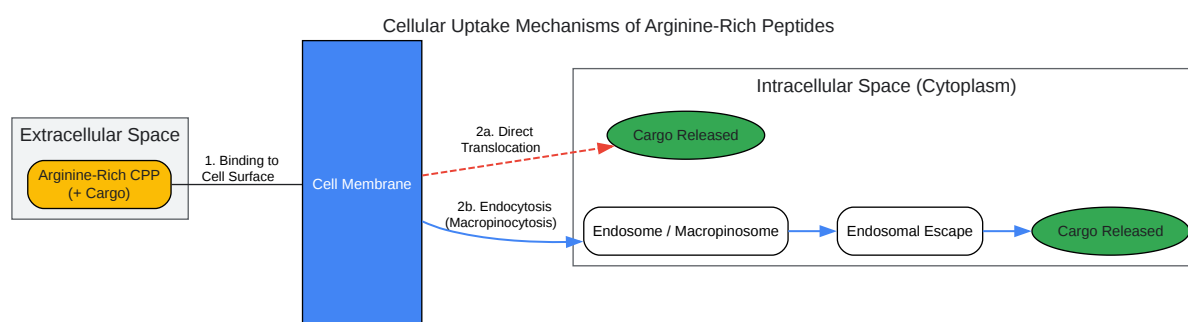 Cellular Uptake Mechanisms of Arginine-Rich Peptides
Extracellular Space
Arginine-Rich CPP
(+ Cargo)
1. Binding to
Cell Surface
Cell Membrane
2a. Direct
Translocation
2b. Endocytosis
(Macropinocytosis)
Intracellular Space (Cytoplasm)
Cargo Released
Endosome / Macropinosome
Endosomal Escape
Cargo Released